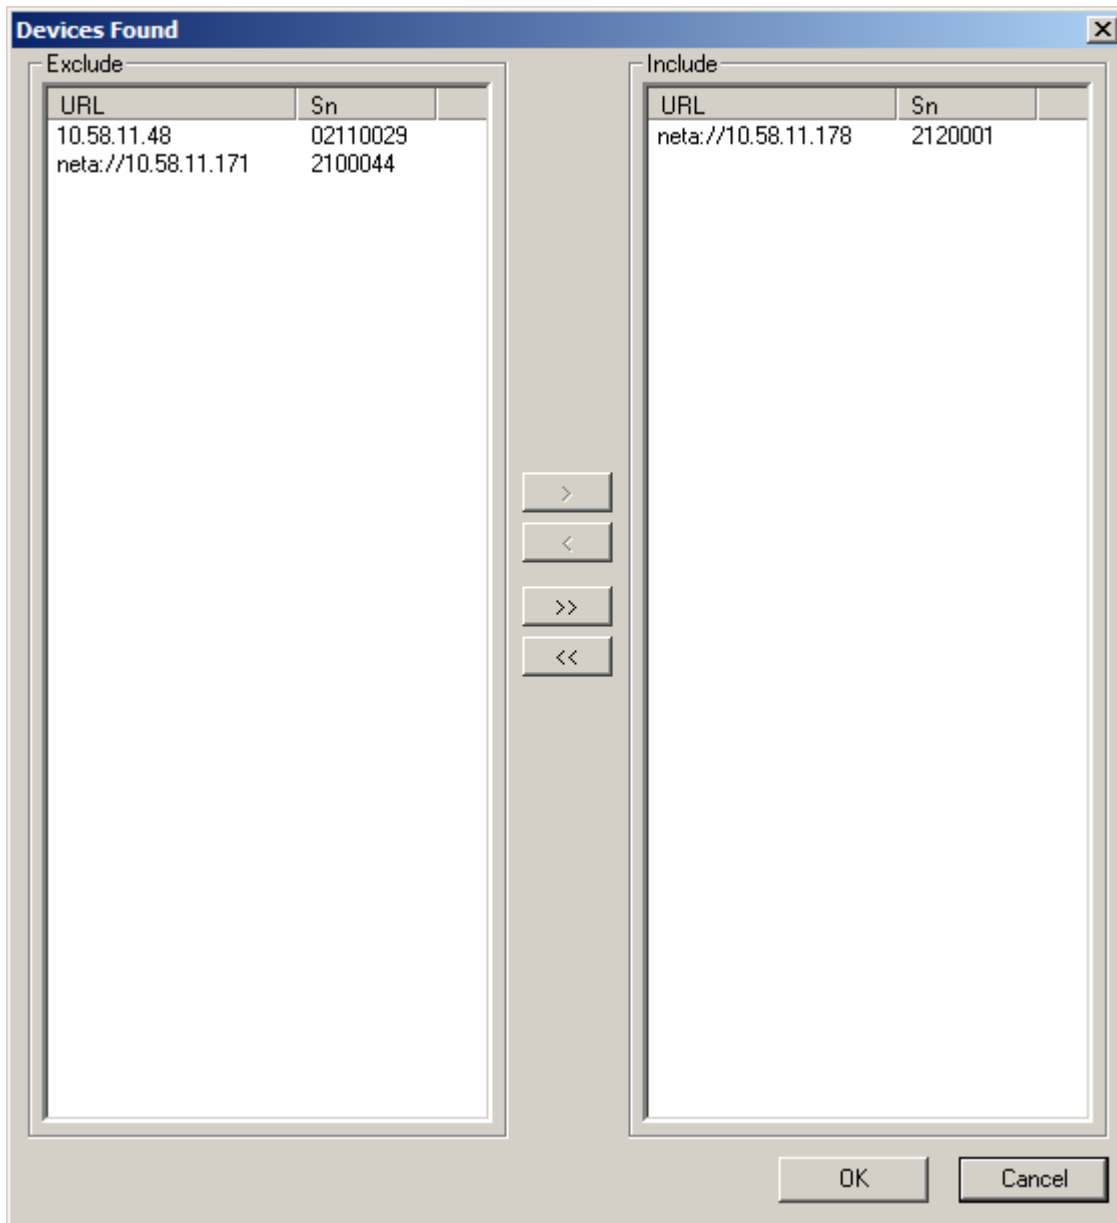 Devices Found
Exclude
URL Sn
10.58.11.48 02110029
neta://10.58.11.171 2100044
>
<
>>
<<
Include
URL Sn
neta://10.58.11.178 2120001
OK Cancel